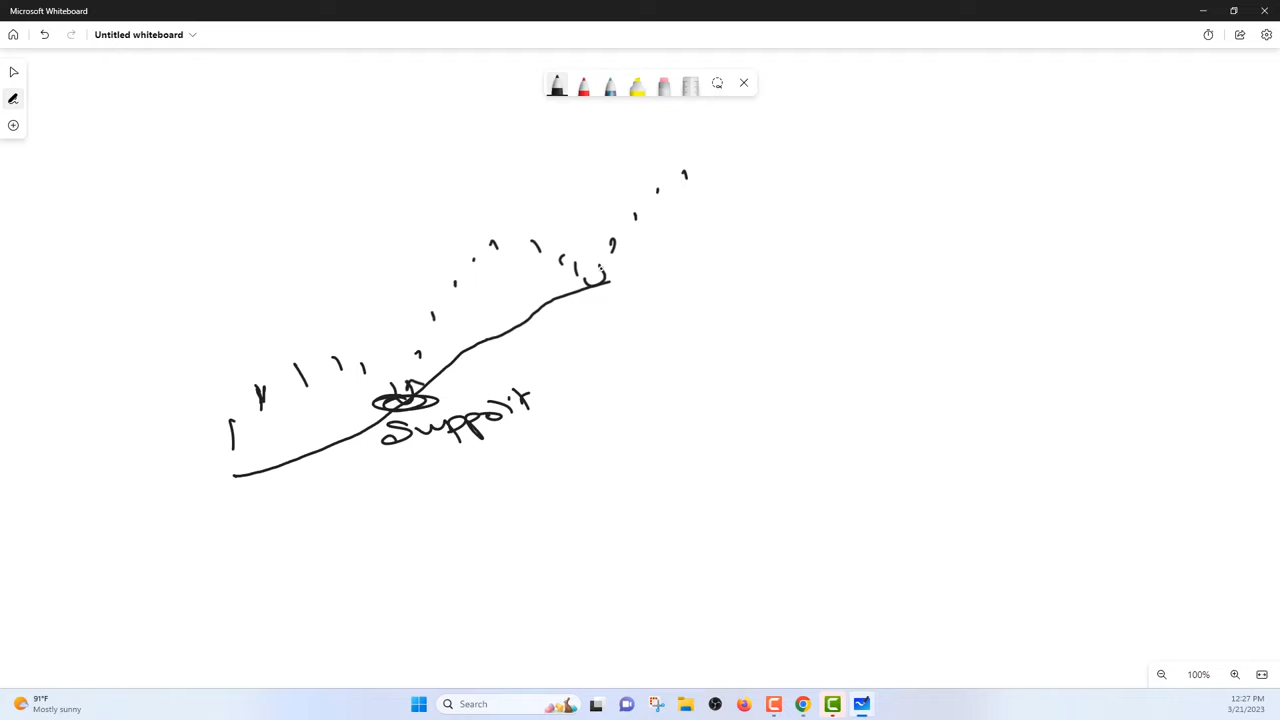 Microsoft Whiteboard
Untitled whiteboard
Support
100%
91°F
Mostly sunny
Search
12:27 PM
3/21/2023